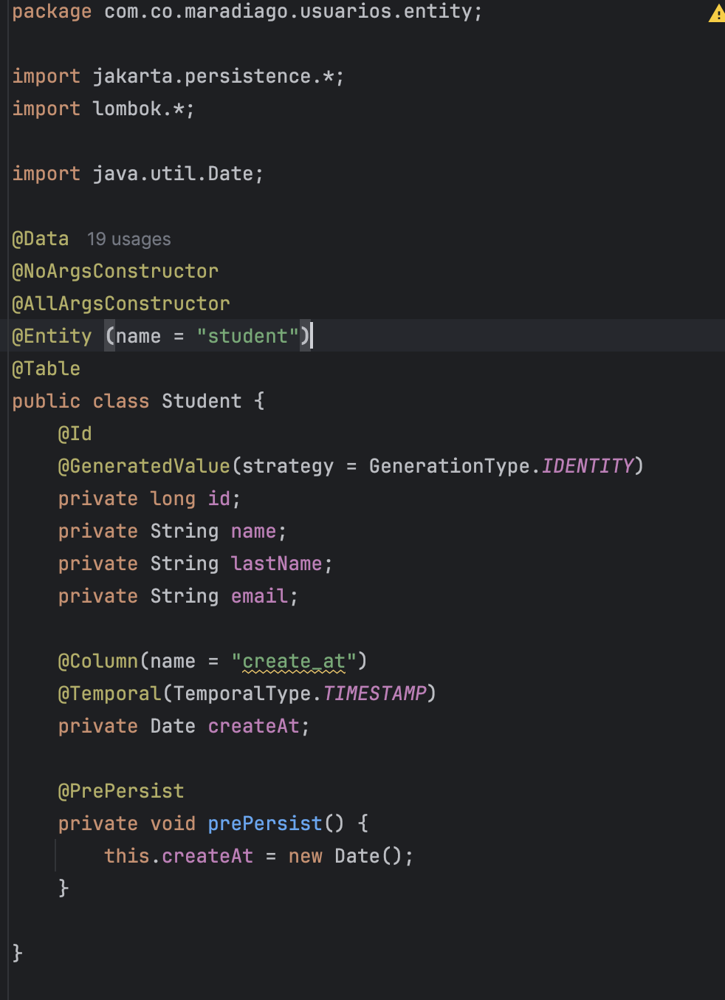 package com.co.maradiago.usuarios.entity;
import jakarta.persistence.*;
import lombok.*;
import java.util.Date;
@Data 19 usages
@NoArgsConstructor
@AllArgsConstructor
@Entity (name = "student")
@Table
public class Student {
    @Id
    @GeneratedValue(strategy = GenerationType.IDENTITY)
    private long id;
    private String name;
    private String lastName;
    private String email;
    @Column(name = "create_at")
    @Temporal(TemporalType.TIMESTAMP)
    private Date createAt;
    @PrePersist
    private void prePersist() {
        this.createAt = new Date();
    }
}